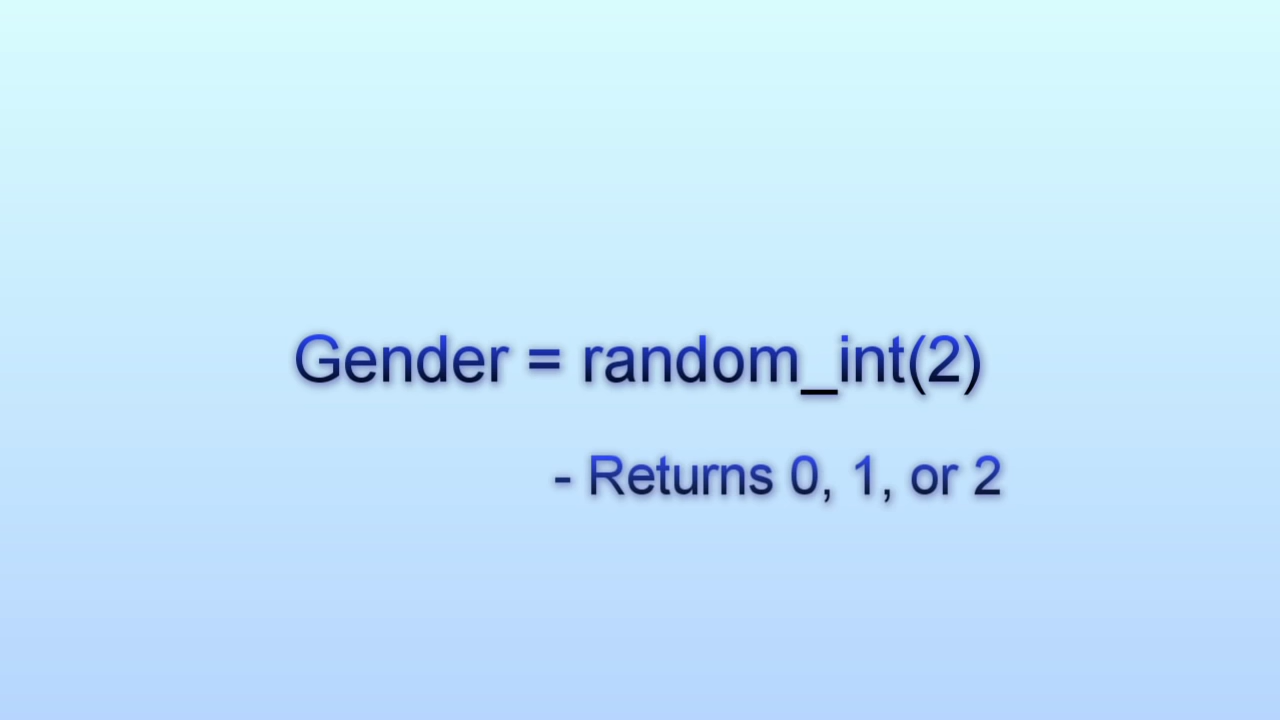 Gender = random_int(2)
- Returns 0, 1, or 2